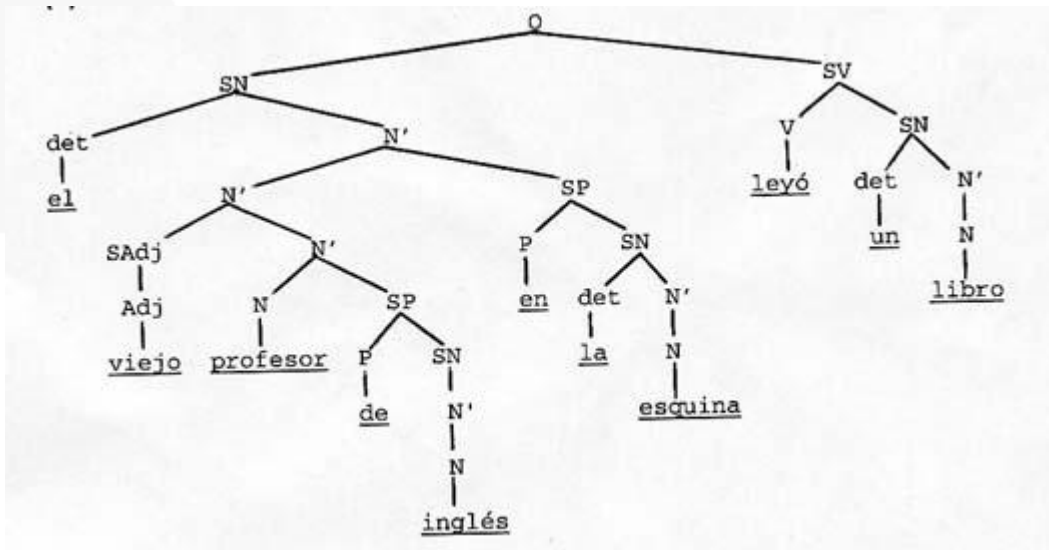 O
SN SV
det N' V SN
el N' SP leyó det N'
SAdj N' P SN un N
Adj N SP en det N' libro
viejo profesor P SN la N
de N' esquina
N
inglés